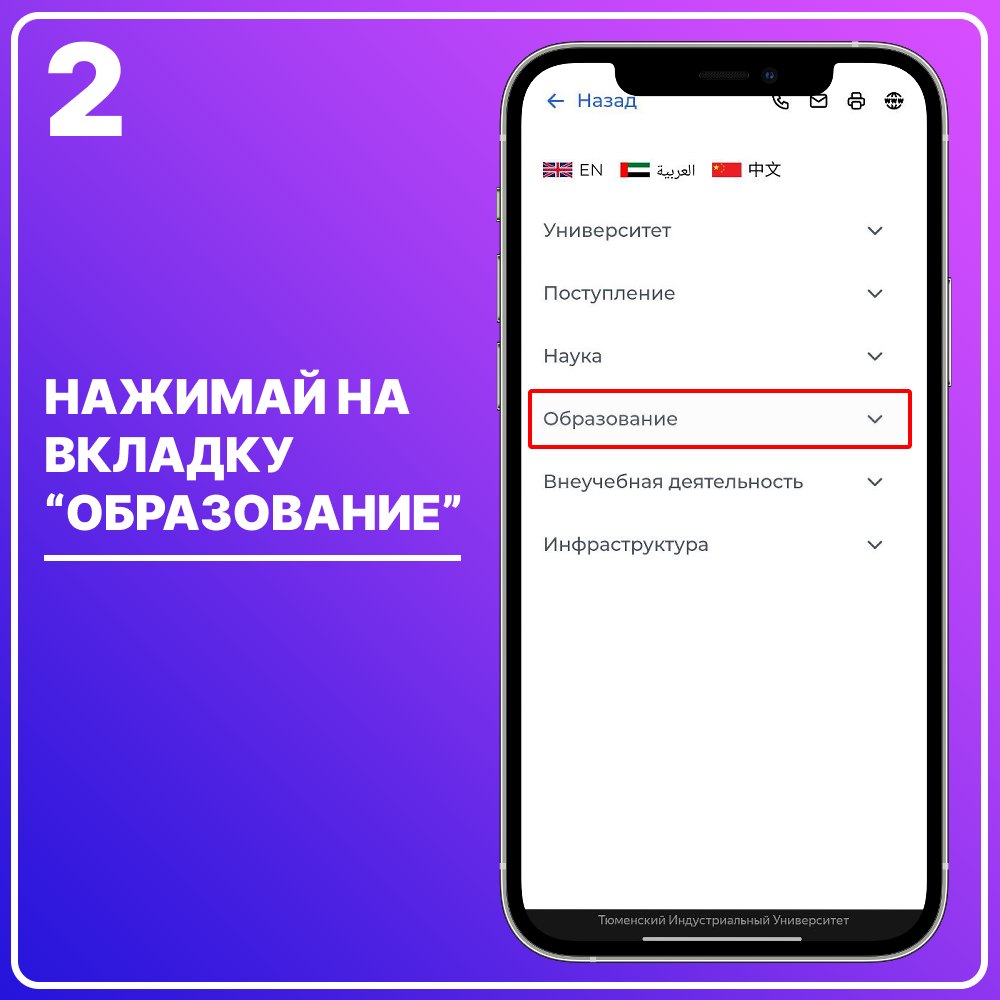 2
НАЖИМАЙ НА
ВКЛАДКУ
“ОБРАЗОВАНИЕ”
Назад
WWW
EN العربية 中文
Университет
Поступление
Наука
Образование
Внеучебная деятельность
Инфраструктура
Тюменский Индустриальный Университет